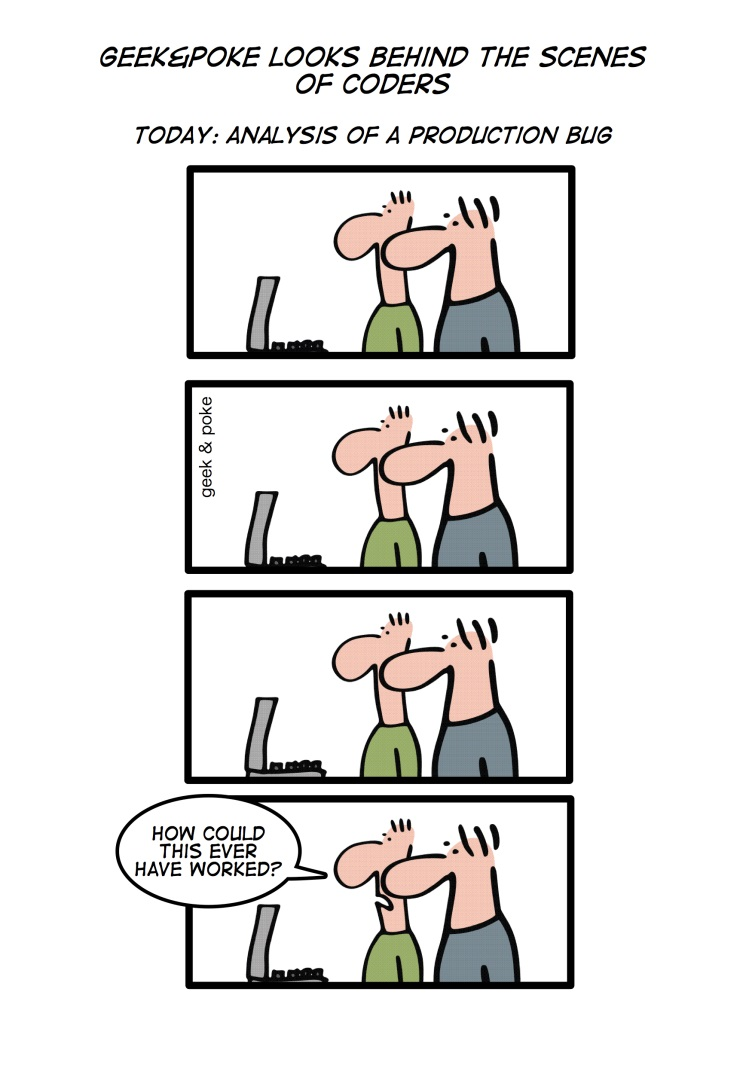 GEEK&POKE LOOKS BEHIND THE SCENES
OF CODERS
TODAY: ANALYSIS OF A PRODUCTION BUG
geek & poke
HOW COULD
THIS EVER
HAVE WORKED?